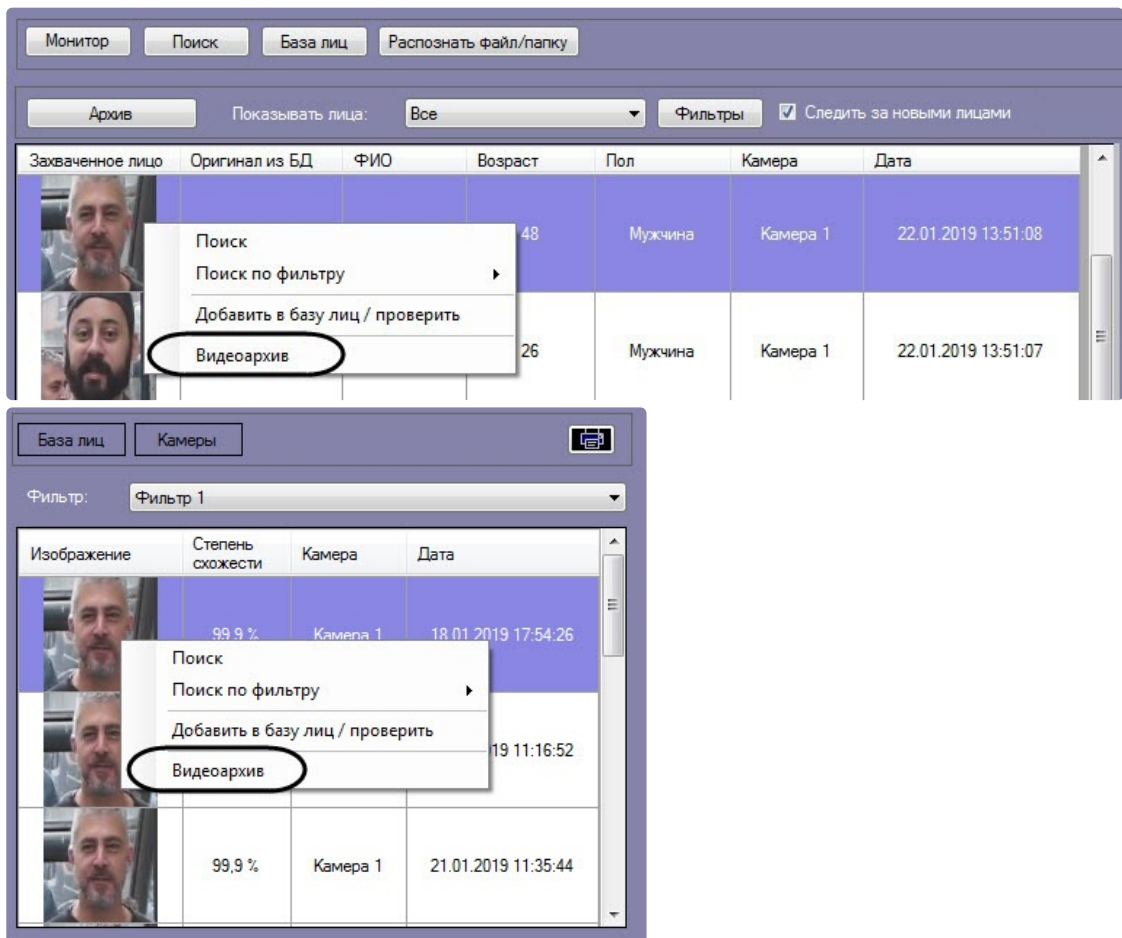 Монитор Поиск База лиц Распознать файл/папку
Архив Показывать лица: Все Фильтры Следить за новыми лицами
Захваченное лицо Оригинал из БД ФИО Возраст Пол Камера Дата
48 Мужчина Камера 1 22.01.2019 13:51:08
Поиск
Поиск по фильтру
Добавить в базу лиц / проверить
Видеоархив
26 Мужчина Камера 1 22.01.2019 13:51:07
База лиц Камеры
Фильтр: Фильтр 1
Изображение Степень схожести Камера Дата
99,9 % Камера 1 18.01.2019 17:54:26
Поиск
Поиск по фильтру
Добавить в базу лиц / проверить
Видеоархив
19 11:16:52
99,9 % Камера 1 21.01.2019 11:35:44